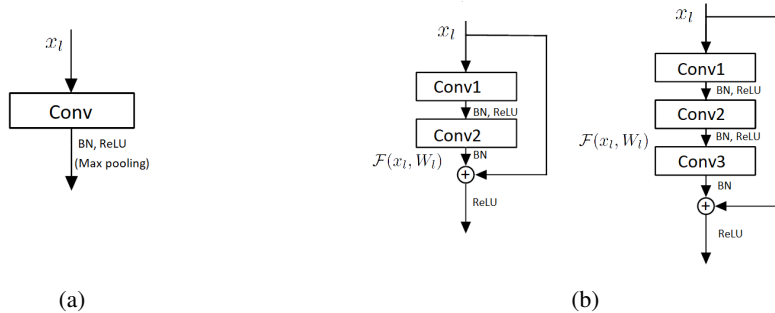 x_l
Conv
BN, ReLU
(Max pooling)
(a)
x_l
Conv1
BN, ReLU
Conv2
BN
F(x_l, W_l)
+
ReLU
x_l
Conv1
BN, ReLU
Conv2
BN, ReLU
F(x_l, W_l)
Conv3
BN
+
ReLU
(b)